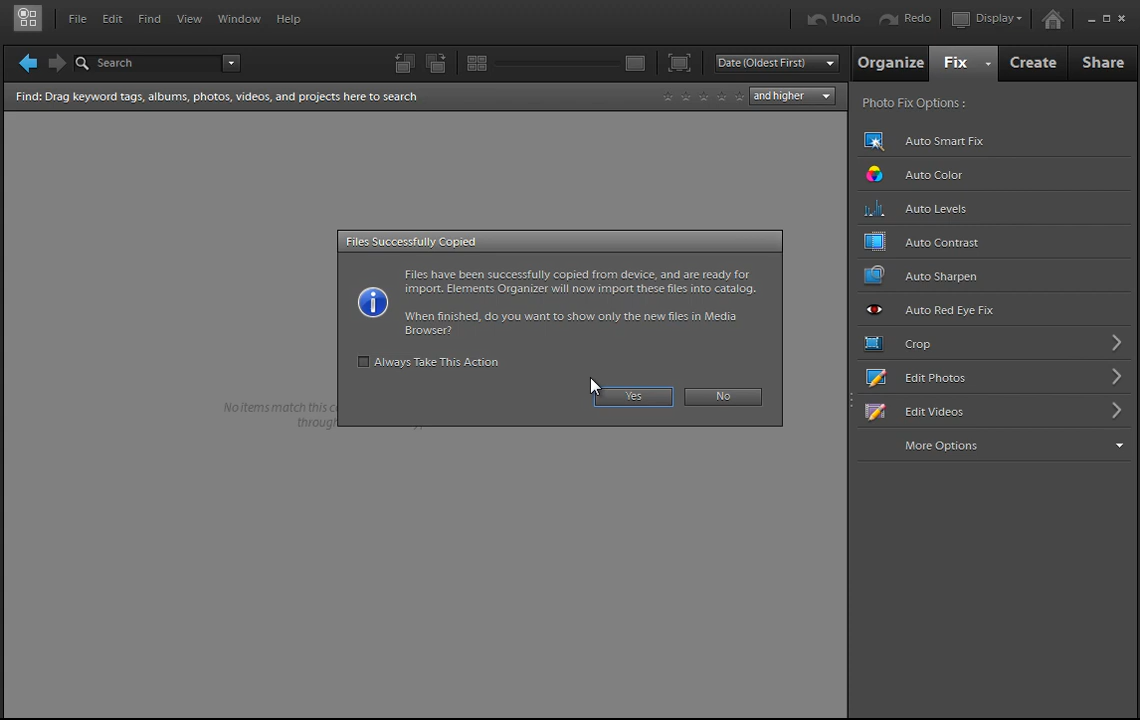 File Edit Find View Window Help
Undo Redo Display
Search
Date (Oldest First)
Organize Fix Create Share
Find: Drag keyword tags, albums, photos, videos, and projects here to search
and higher
Photo Fix Options :
Auto Smart Fix
Auto Color
Auto Levels
Auto Contrast
Auto Sharpen
Auto Red Eye Fix
Crop
Edit Photos
Edit Videos
More Options
Files Successfully Copied
Files have been successfully copied from device, and are ready for
import. Elements Organizer will now import these files into catalog.
When finished, do you want to show only the new files in Media
Browser?
Always Take This Action
Yes No
No items match this